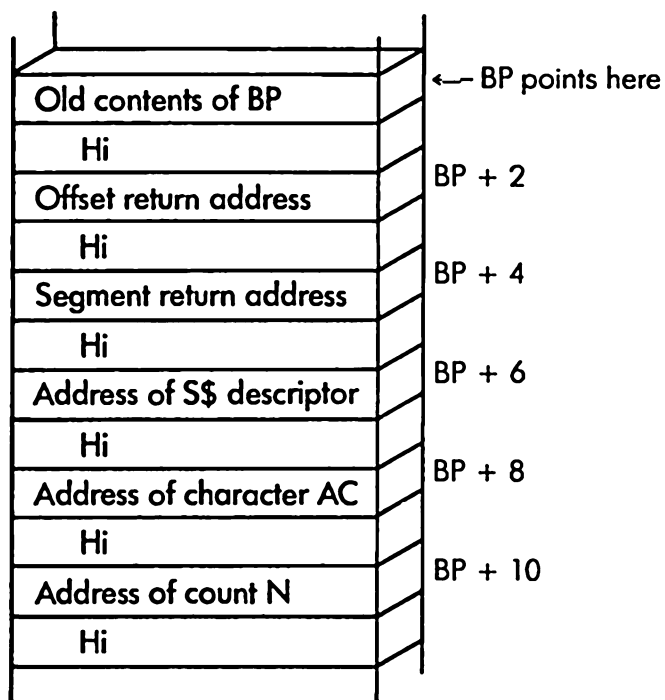 ←— BP points here
Old contents of BP
Hi
BP + 2
Offset return address
Hi
BP + 4
Segment return address
Hi
BP + 6
Address of S$ descriptor
Hi
BP + 8
Address of character AC
Hi
BP + 10
Address of count N
Hi